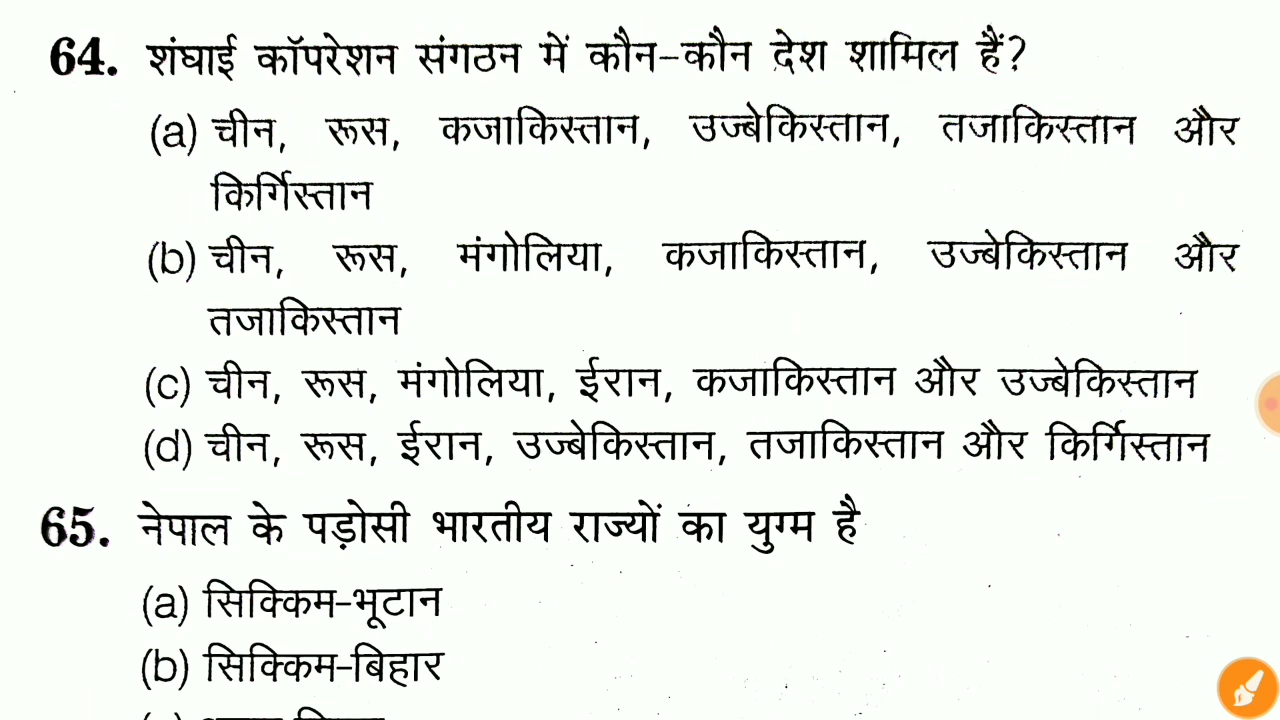 64. शंघाई कॉपरेशन संगठन में कौन-कौन देश शामिल हैं?
(a) चीन, रूस, कजाकिस्तान, उज्बेकिस्तान, तजाकिस्तान और
किर्गिस्तान
(b) चीन, रूस, मंगोलिया, कजाकिस्तान, उज्बेकिस्तान और
तजाकिस्तान
(c) चीन, रूस, मंगोलिया, ईरान, कजाकिस्तान और उज्बेकिस्तान
(d) चीन, रूस, ईरान, उज्बेकिस्तान, तजाकिस्तान और किर्गिस्तान
65. नेपाल के पड़ोसी भारतीय राज्यों का युग्म है
(a) सिक्किम-भूटान
(b) सिक्किम-बिहार